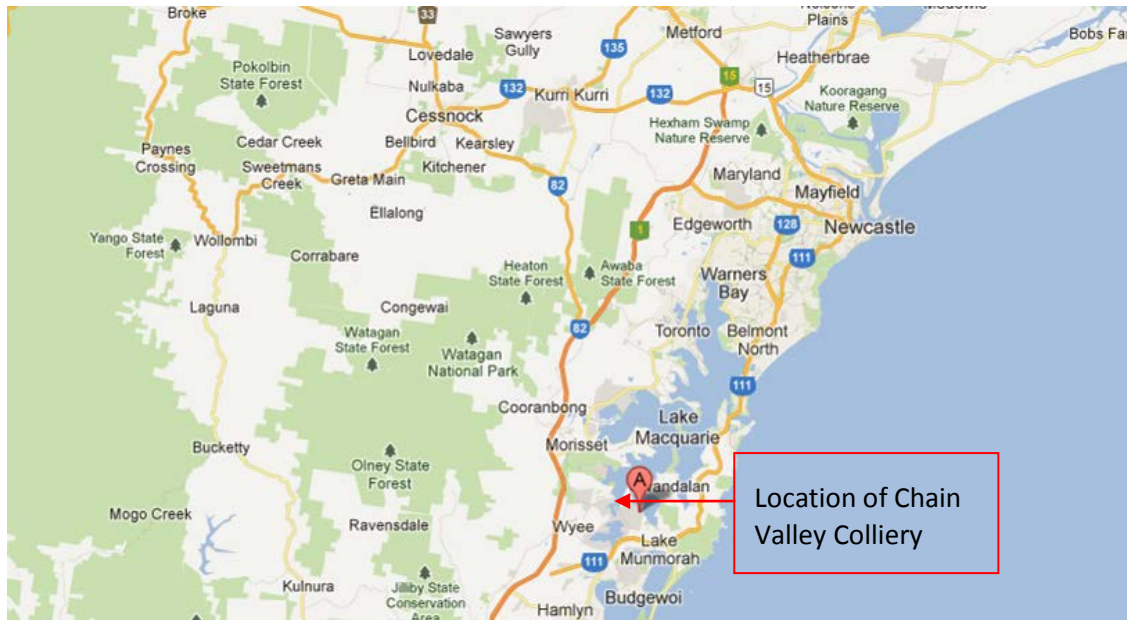 Broke
33
Sawyers
Gully
135
Metford
Plains
Bobs Far
Lovedale
15
Heatherbrae
Pokolbin
State Forest
Nulkaba
132
Kurri Kurri
132
15
Kooragang
Nature Reserve
Cessnock
Hexham Swamp
Nature Reserve
Cedar Creek
Bellbird
Kearsley
Paynes
Crossing
Sweetmans
Creek
Greta Main
Kitchener
82
Maryland
Mayfield
Ellalong
1
Edgeworth
128
Newcastle
Yango State
Forest
Wollombi
Corrabare
111
Heaton
State Forest
Awaba
State Forest
Warners
Bay
Laguna
Congewai
82
Toronto
Belmont
North
Watagan
State Forest
Watagan
National Park
111
Cooranbong
Lake
Macquarie
Bucketty
Morisset
Olney State
Forest
A
andalan
Location of Chain
Valley Colliery
Mogo Creek
Ravensdale
Wyee
Lake
Munmorah
111
Kulnura
Jilliby State
Conservation
Area
Budgewoi
Hamlyn